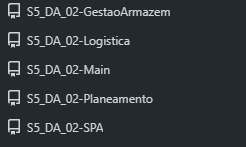 S5_DA_02-GestaoArmazem
S5_DA_02-Logistica
S5_DA_02-Main
S5_DA_02-Planeamento
S5_DA_02-SPA